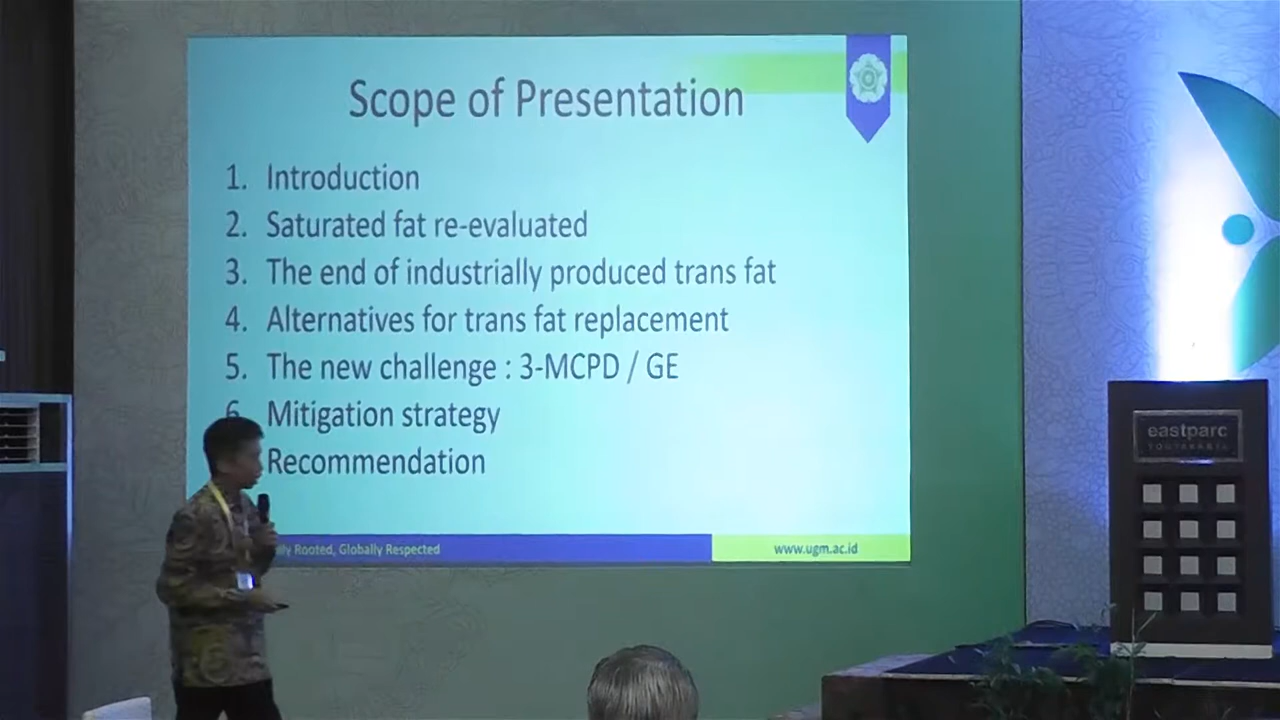 Scope of Presentation
1. Introduction
2. Saturated fat re-evaluated
3. The end of industrially produced trans fat
4. Alternatives for trans fat replacement
5. The new challenge : 3-MCPD / GE
6. Mitigation strategy
Recommendation
Rooted, Globally Respected
www.ugm.ac.id
eastparc
YOGYAKARTA